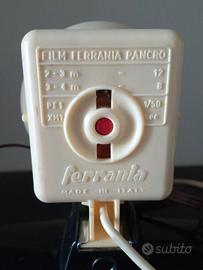 FILM FERRANIA PANCRO
2-3 m - 12
3-4 m - 8
1/50
ferrania
MADE IN ITALY
subito